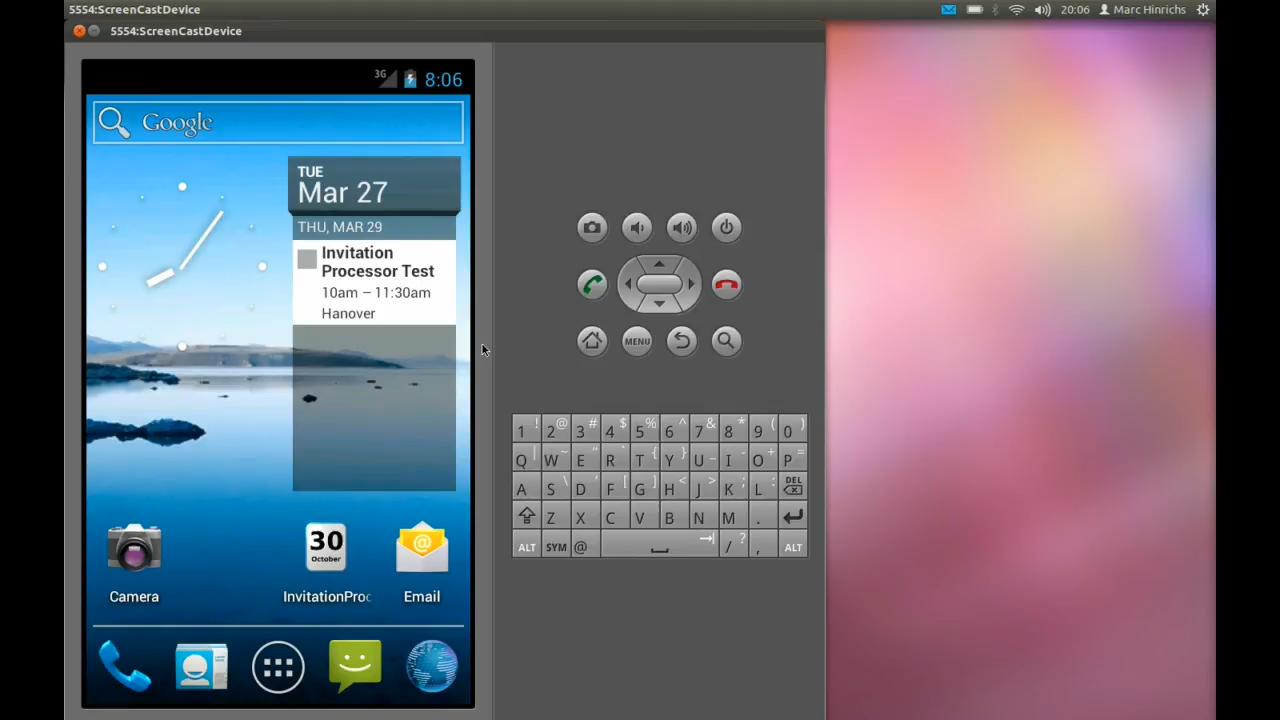 5554:ScreenCastDevice
20:06 Marc Hinrichs
5554:ScreenCastDevice
3G 8:06
Google
TUE
Mar 27
THU, MAR 29
Invitation
Processor Test
10am – 11:30am
Hanover
30
October
Camera
InvitationProc
Email
MENU
1 ! 2 @ 3 # 4 $ 5 % 6 ^ 7 & 8 * 9 ( 0 )
Q | W ~ E " R ` T { Y } U _ I - O + P =
A S \ D ' F [ G ] H < J > K ; L : DEL
Z X C V B N M .
ALT SYM @ / ? , ALT